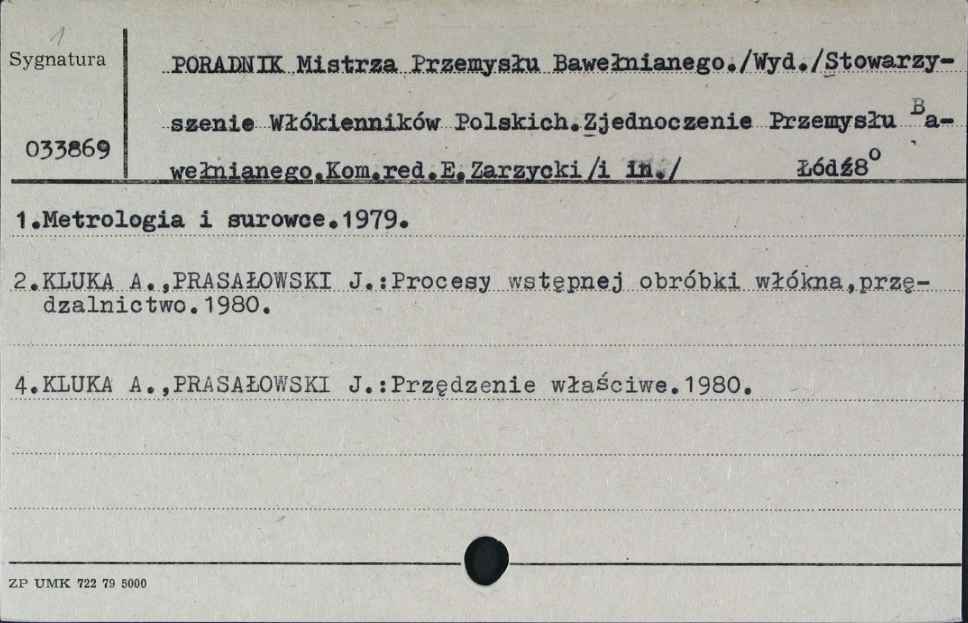 1
Sygnatura
PORADNIK Mistrza Przemysłu Bawełnianego./Wyd./Stowarzy-
szenie Włókienników Polskich.Zjednoczenie Przemysłu Ba-
033869
wełnianego.Kom.red.E.Zarzycki/i in./ Łódź8⁰
1.Metrologia i surowce.1979.
2.KLUKA A.,PRASAŁOWSKI J.:Procesy wstępnej obróbki włókna,przę-
dzalnictwo.1980.
4.KLUKA A.,PRASAŁOWSKI J.:Przędzenie właściwe.1980.
ZP UMK 722 79 5000